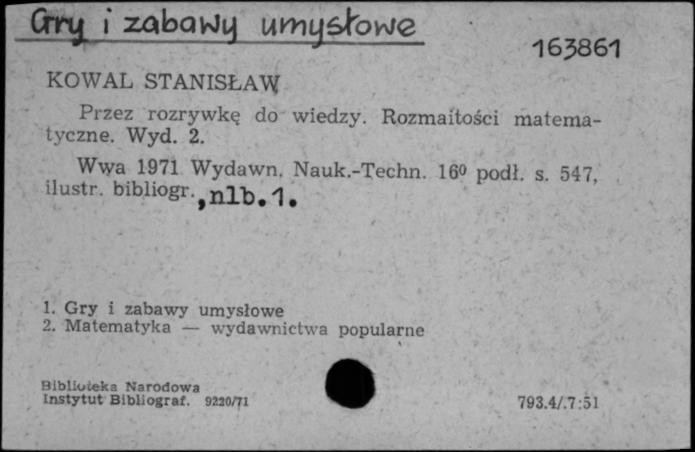 Gry i zabawy umysłowe
163861
KOWAL STANISŁAW
Przez rozrywkę do wiedzy. Rozmaitości matema-
tyczne. Wyd. 2.
Wwa 1971 Wydawn. Nauk.-Techn. 16⁰ podł. s. 547,
ilustr. bibliogr., nlb. 1.
1. Gry i zabawy umysłowe
2. Matematyka — wydawnictwa popularne
Biblioteka Narodowa
Instytut Bibliograf. 9220/71
793.4/.7:51